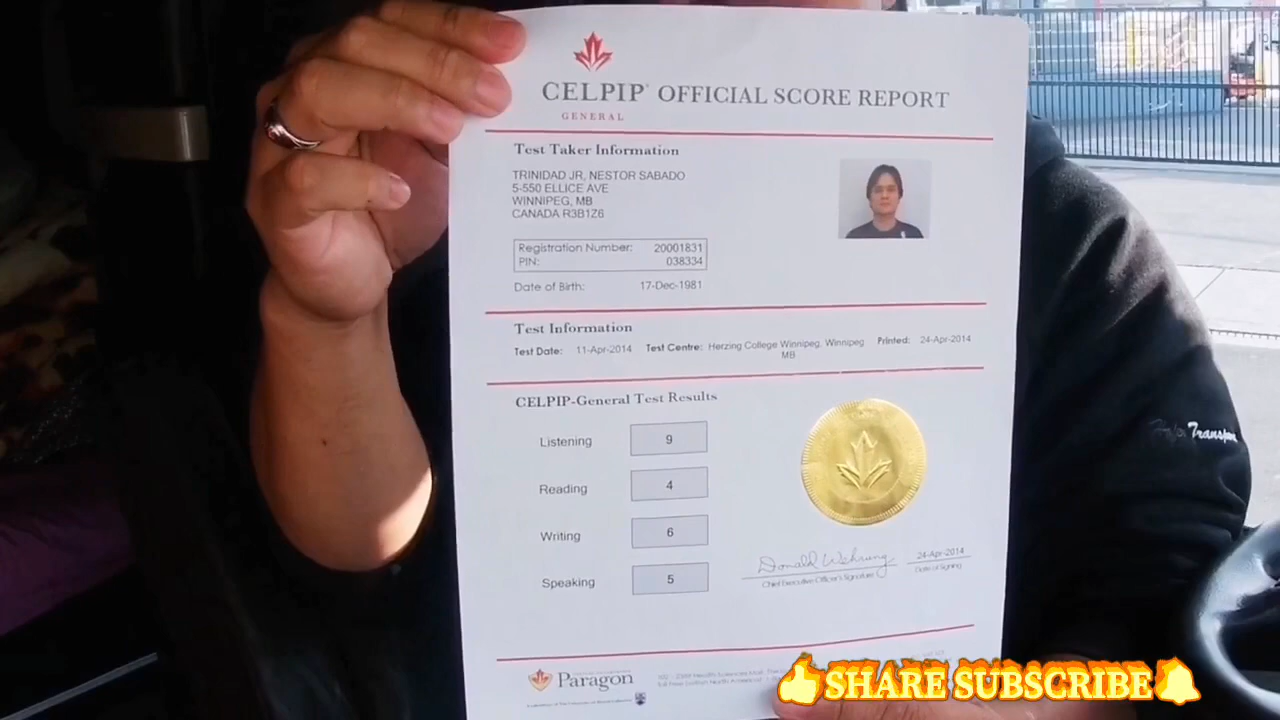 CELPIP® OFFICIAL SCORE REPORT
GENERAL
Test Taker Information
TRINIDAD JR, NESTOR SABADO
5-550 ELLICE AVE
WINNIPEG, MB
CANADA R3B1Z6
Registration Number: 20001831
PIN: 038334
Date of Birth: 17-Dec-1981
Test Information
Test Date: 11-Apr-2014 Test Centre: Herzing College Winnipeg, Winnipeg MB Printed: 24-Apr-2014
CELPIP-General Test Results
Listening 9
Reading 4
Writing 6
Speaking 5
Donald Wehrung 24-Apr-2014
Chief Executive Officer's Signature Date of Signing
Paragon
Transport
SHARE SUBSCRIBE